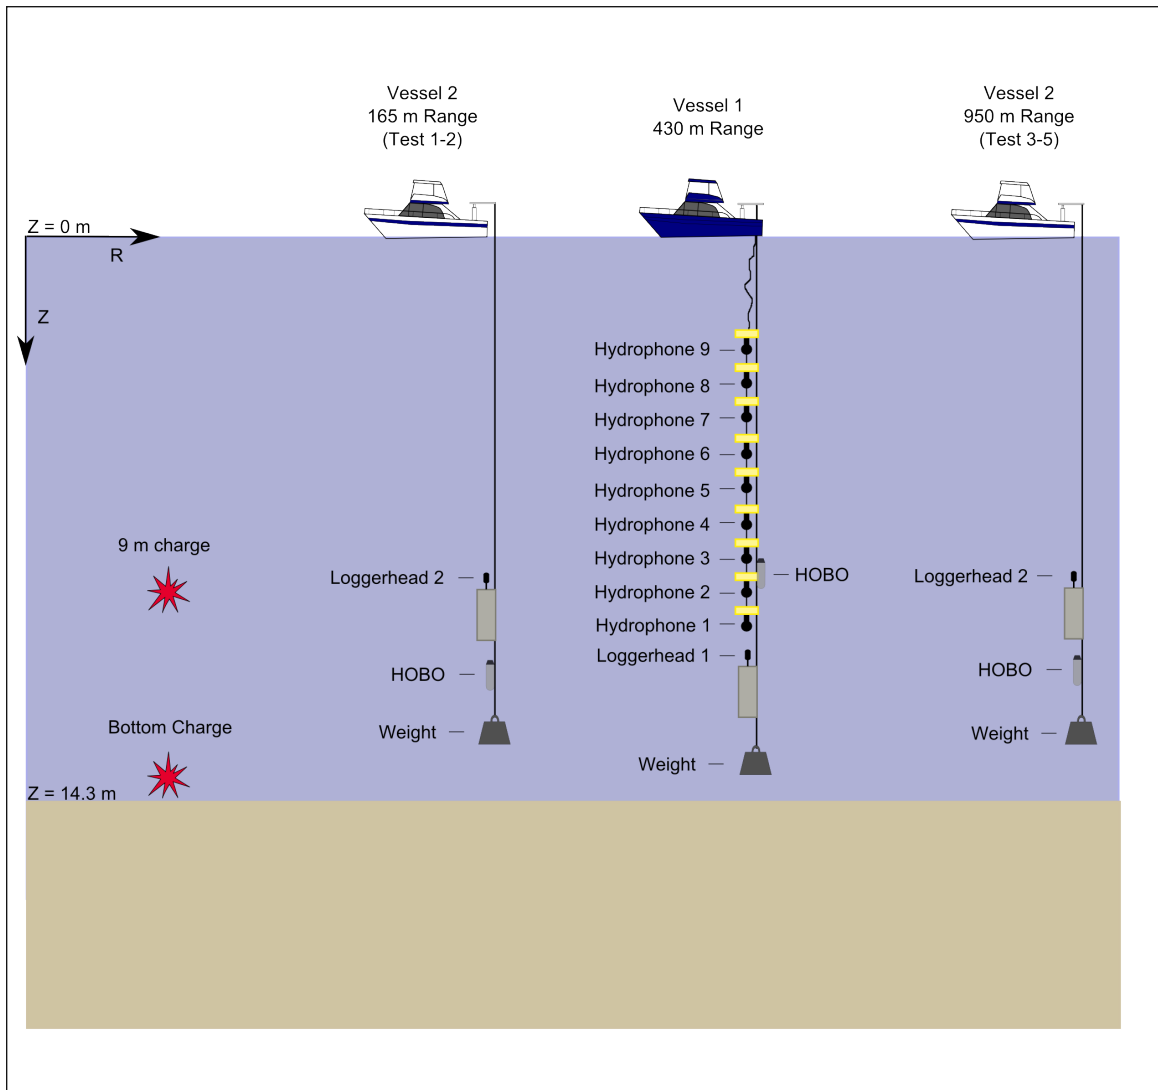 Vessel 2
165 m Range
(Test 1-2)
Vessel 1
430 m Range
Vessel 2
950 m Range
(Test 3-5)
Z = 0 m
R
Z
Hydrophone 9
Hydrophone 8
Hydrophone 7
Hydrophone 6
Hydrophone 5
Hydrophone 4
Hydrophone 3
Hydrophone 2
Hydrophone 1
Loggerhead 1
HOBO
Weight
9 m charge
Loggerhead 2
HOBO
Weight
Loggerhead 2
HOBO
Weight
Bottom Charge
Z = 14.3 m